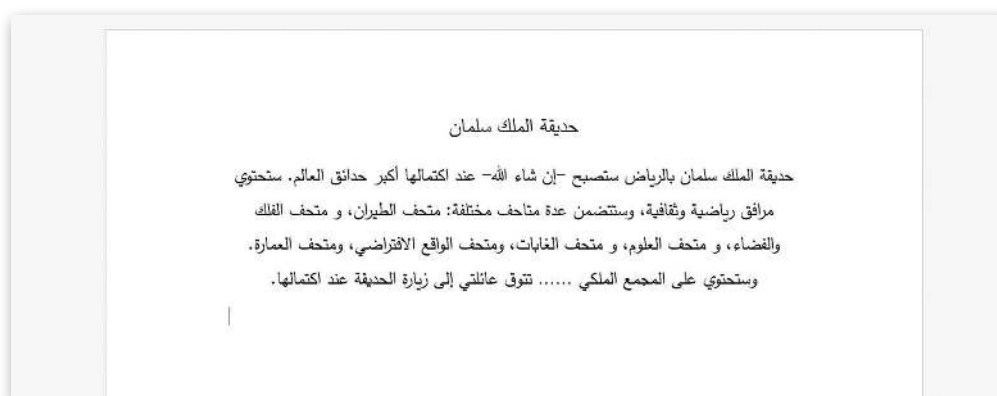 حديقة الملك سلمان
حديقة الملك سلمان بالرياض ستصبح –إن شاء الله– عند اكتمالها أكبر حدائق العالم. ستحتوي
مرافق رياضية وثقافية، وستتضمن عدة متاحف مختلفة: متحف الطيران، و متحف الفلك
والفضاء، و متحف العلوم، و متحف الغابات، ومتحف الواقع الافتراضي، ومتحف العمارة.
وستحتوي على المجمع الملكي ...... تتوق عائلتي إلى زيارة الحديقة عند اكتمالها.